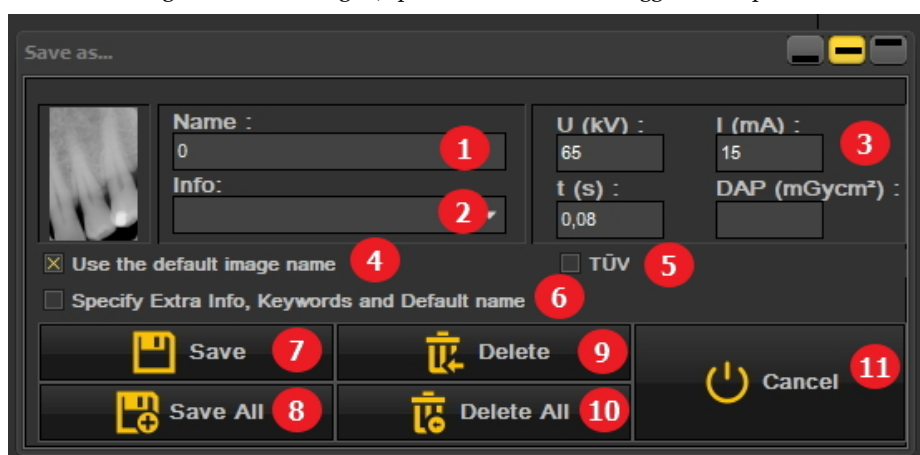 Save as...
Name :
0
1
Info:
2
U (kV) :
65
I (mA) :
15
3
t (s) :
0,08
DAP (mGycm²) :
Use the default image name
4
TŪV
5
Specify Extra Info, Keywords and Default name
6
Save
7
Delete
9
Cancel
11
Save All
8
Delete All
10